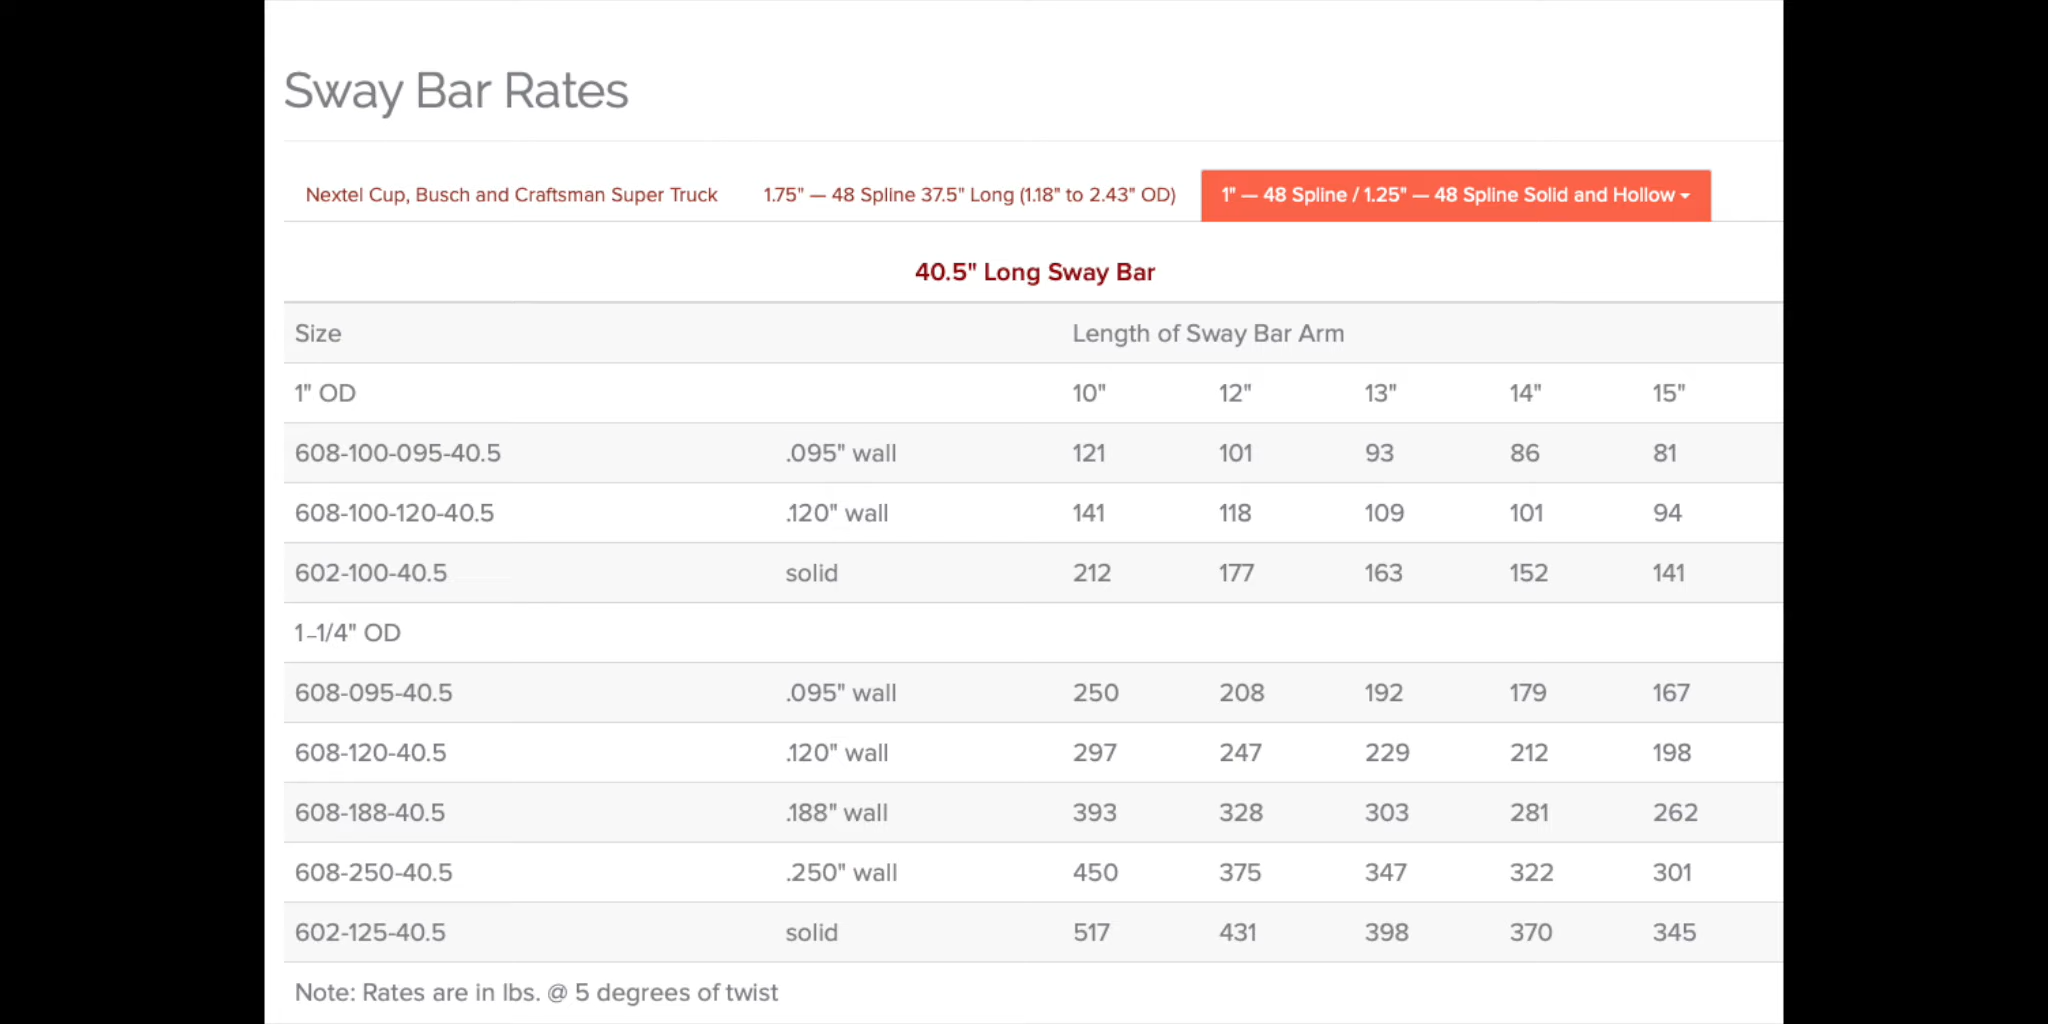 Sway Bar Rates
Nextel Cup, Busch and Craftsman Super Truck 1.75" — 48 Spline 37.5" Long (1.18" to 2.43" OD) 1" — 48 Spline / 1.25" — 48 Spline Solid and Hollow
40.5" Long Sway Bar
Size Length of Sway Bar Arm
1" OD 10" 12" 13" 14" 15"
608-100-095-40.5 .095" wall 121 101 93 86 81
608-100-120-40.5 .120" wall 141 118 109 101 94
602-100-40.5 solid 212 177 163 152 141
1-1/4" OD
608-095-40.5 .095" wall 250 208 192 179 167
608-120-40.5 .120" wall 297 247 229 212 198
608-188-40.5 .188" wall 393 328 303 281 262
608-250-40.5 .250" wall 450 375 347 322 301
602-125-40.5 solid 517 431 398 370 345
Note: Rates are in lbs. @ 5 degrees of twist